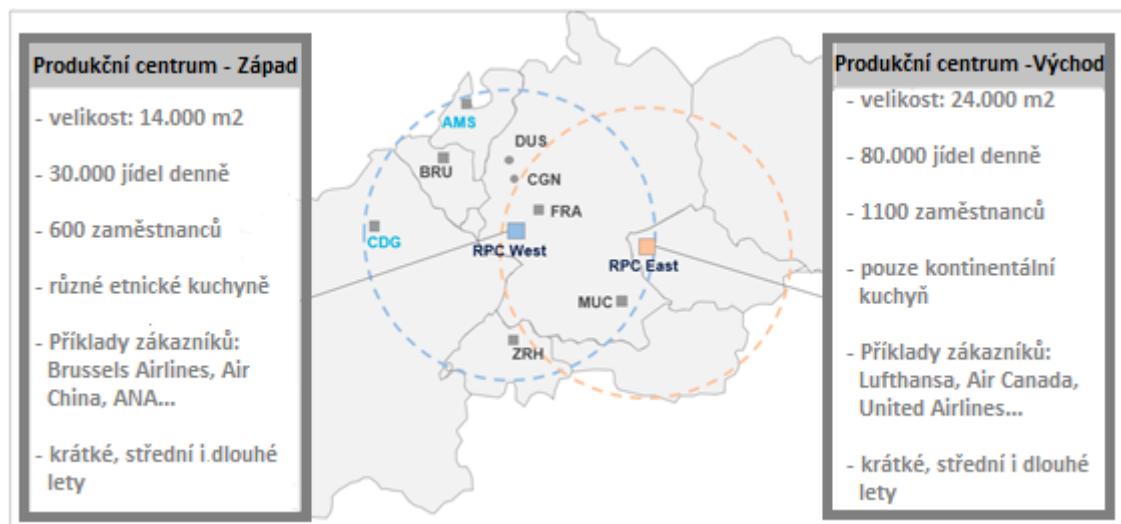 Produkční centrum - Západ
- velikost: 14.000 m2
- 30.000 jídel denně
- 600 zaměstnanců
- různé etnické kuchyně
- Příklady zákazníků:
Brussels Airlines, Air
China, ANA...
- krátké, střední i dlouhé
lety
AMS
BRU
DUS
CGN
FRA
CDG
RPC West
RPC East
MUC
ZRH
Produkční centrum -Východ
- velikost: 24.000 m2
- 80.000 jídel denně
- 1100 zaměstnanců
- pouze kontinentální
kuchyň
- Příklady zákazníků:
Lufthansa, Air Canada,
United Airlines...
- krátké, střední i dlouhé
lety